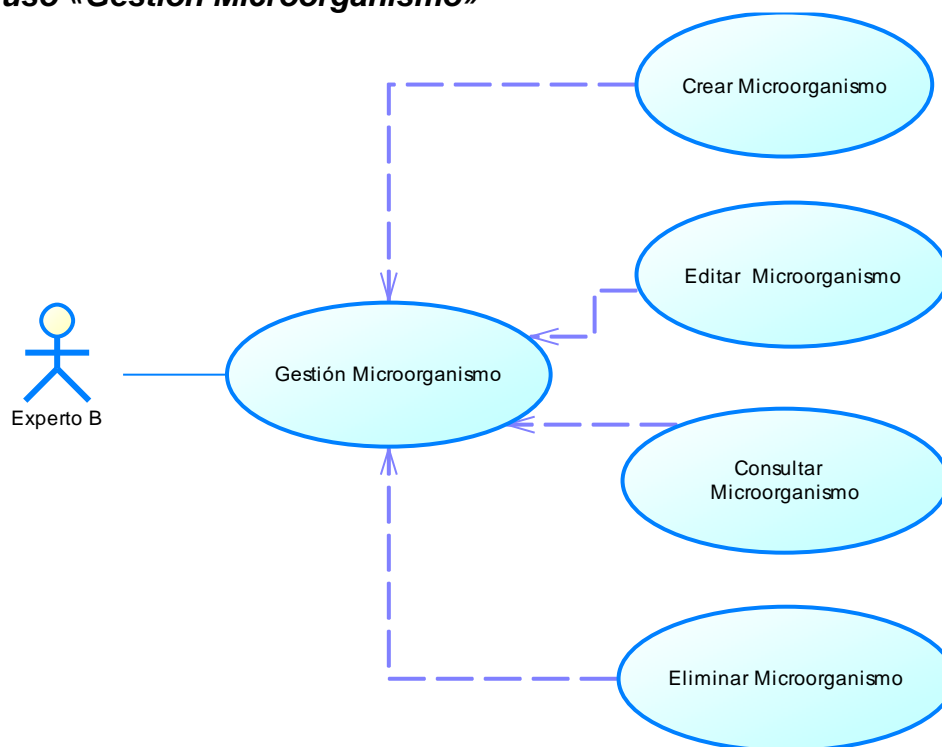 uso «Gestión Microorganismo»
Crear Microorganismo
Editar Microorganismo
Gestión Microorganismo
Experto B
Consultar
Microorganismo
Eliminar Microorganismo